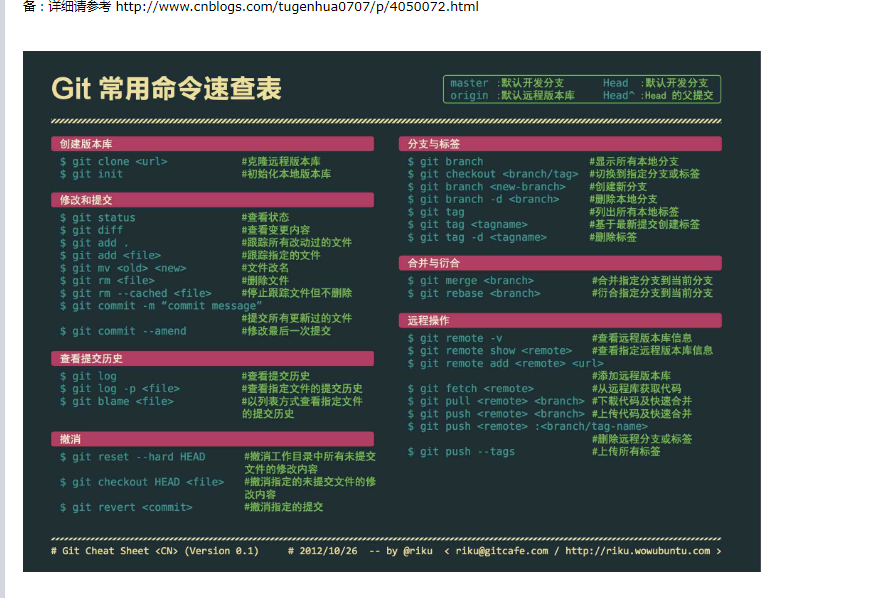 备：详细请参考 http://www.cnblogs.com/tugenhua0707/p/4050072.html
Git 常用命令速查表
master :默认开发分支 Head :默认开发分支
origin :默认远程版本库 Head^ :Head 的父提交
创建版本库
$ git clone <url> #克隆远程版本库
$ git init #初始化本地版本库
修改和提交
$ git status #查看状态
$ git diff #查看变更内容
$ git add . #跟踪所有改动过的文件
$ git add <file> #跟踪指定的文件
$ git mv <old> <new> #文件改名
$ git rm <file> #删除文件
$ git rm --cached <file> #停止跟踪文件但不删除
$ git commit -m “commit message”
#提交所有更新过的文件
$ git commit --amend #修改最后一次提交
查看提交历史
$ git log #查看提交历史
$ git log -p <file> #查看指定文件的提交历史
$ git blame <file> #以列表方式查看指定文件
的提交历史
撤消
$ git reset --hard HEAD #撤消工作目录中所有未提交
文件的修改内容
$ git checkout HEAD <file> #撤消指定的未提交文件的修
改内容
$ git revert <commit> #撤消指定的提交
分支与标签
$ git branch #显示所有本地分支
$ git checkout <branch/tag> #切换到指定分支或标签
$ git branch <new-branch> #创建新分支
$ git branch -d <branch> #删除本地分支
$ git tag #列出所有本地标签
$ git tag <tagname> #基于最新提交创建标签
$ git tag -d <tagname> #删除标签
合并与衍合
$ git merge <branch> #合并指定分支到当前分支
$ git rebase <branch> #衍合指定分支到当前分支
远程操作
$ git remote -v #查看远程版本库信息
$ git remote show <remote> #查看指定远程版本库信息
$ git remote add <remote> <url>
#添加远程版本库
$ git fetch <remote> #从远程库获取代码
$ git pull <remote> <branch> #下载代码及快速合并
$ git push <remote> <branch> #上传代码及快速合并
$ git push <remote> :<branch/tag-name>
#删除远程分支或标签
$ git push --tags #上传所有标签
# Git Cheat Sheet <CN> (Version 0.1) # 2012/10/26 -- by @riku < riku@gitcafe.com / http://riku.wowubuntu.com >